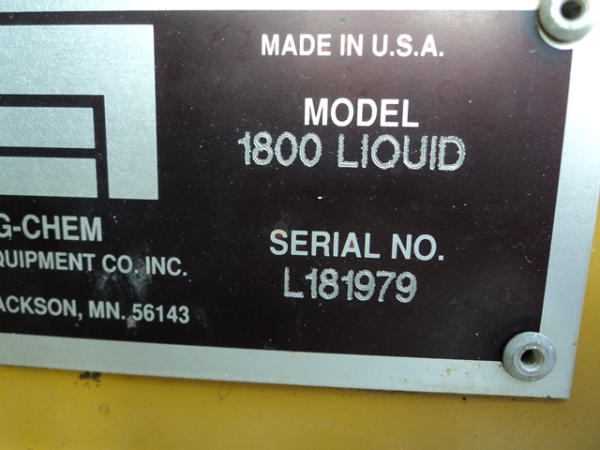 MADE IN U.S.A.
MODEL
1800 LIQUID
G-CHEM
QUIPMENT CO. INC.
ACKSON, MN. 56143
SERIAL NO.
L181979